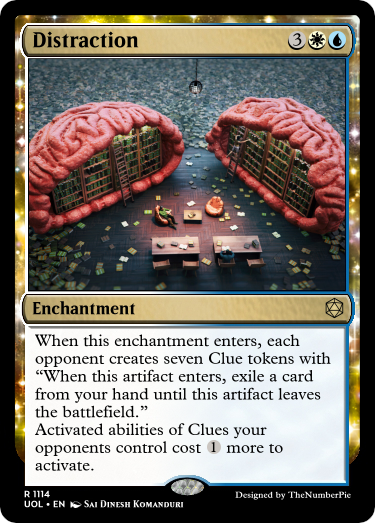 Distraction 3
Enchantment
When this enchantment enters, each
opponent creates seven Clue tokens with
“When this artifact enters, exile a card
from your hand until this artifact leaves
the battlefield.”
Activated abilities of Clues your
opponents control cost 1 more to
activate.
R 1114
UOL • EN Sai Dinesh Komanduri
Designed by TheNumberPie